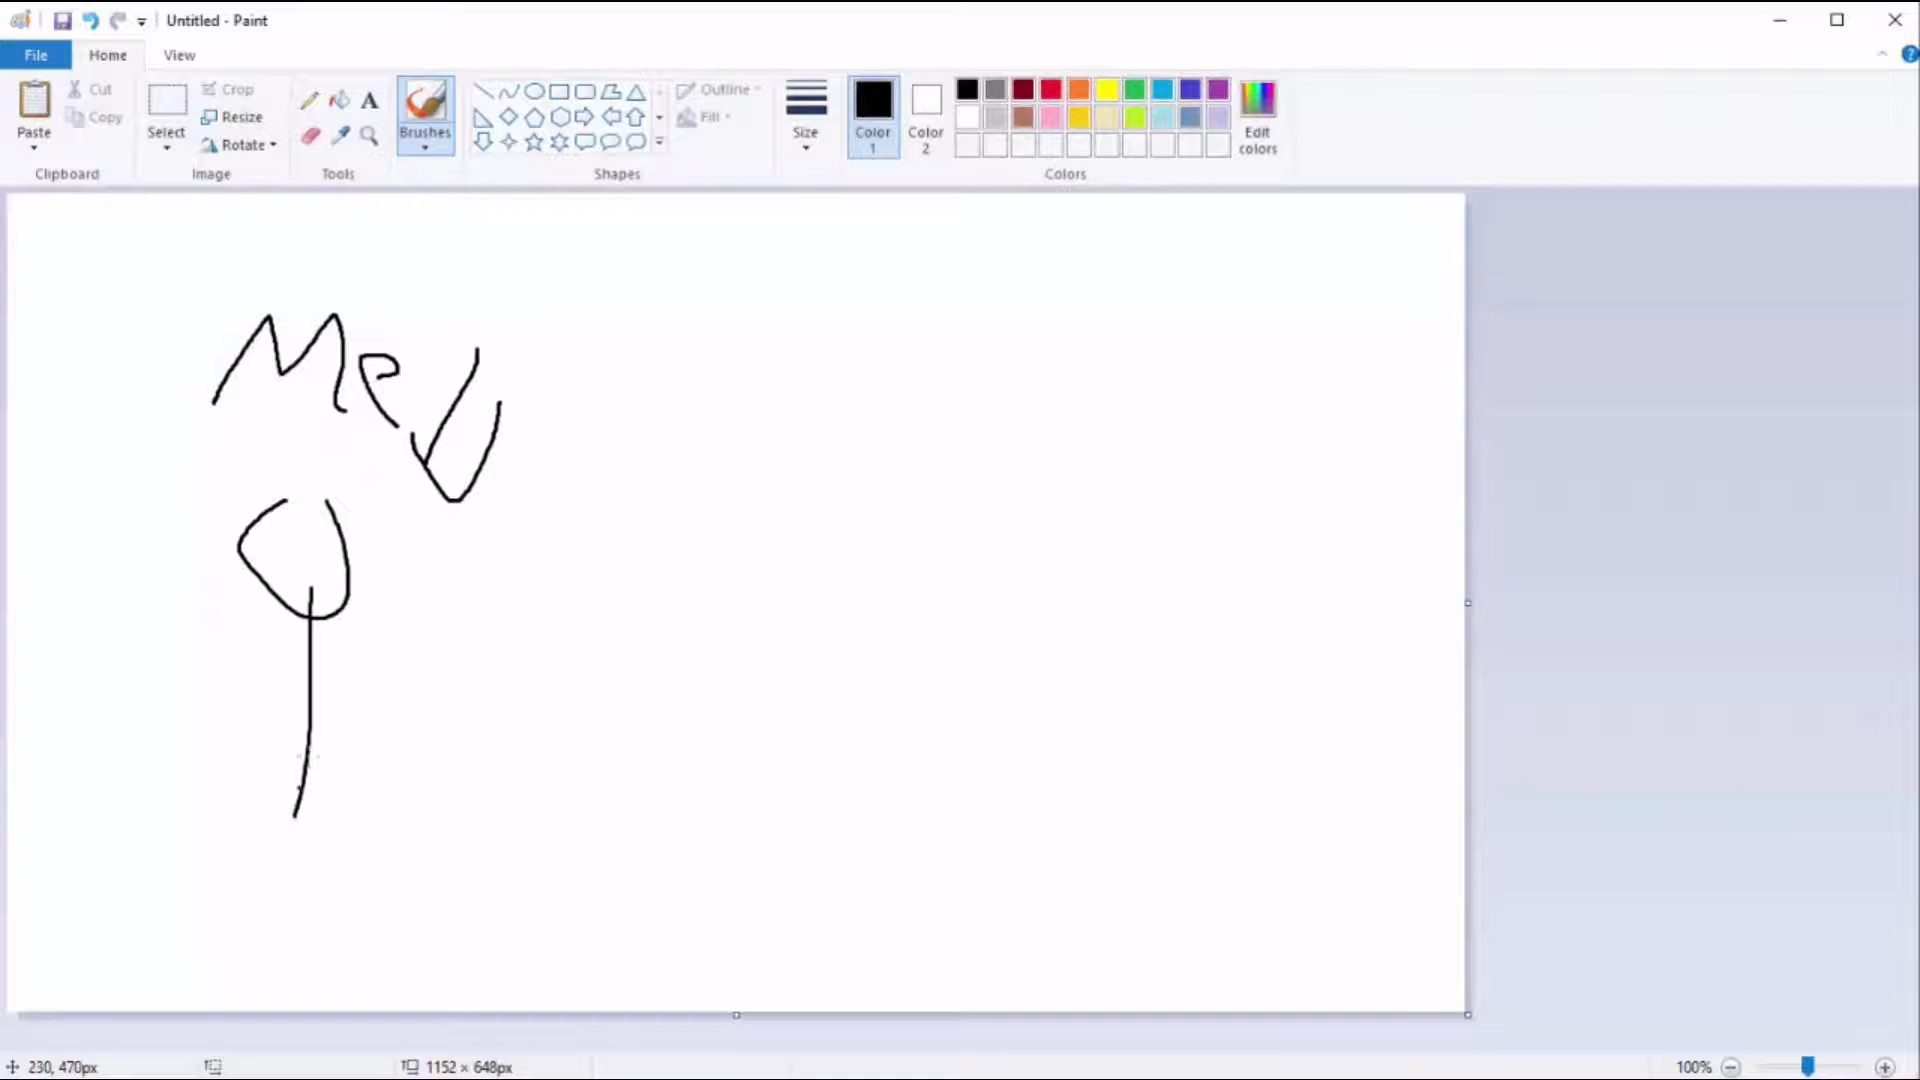 Untitled - Paint
File Home View
Paste
Cut
Copy
Clipboard
Select
Crop
Resize
Rotate
Image
A
Tools
Brushes
Shapes
Outline
Fill
Size
Color 1
Color 2
Edit colors
Colors
Me
230, 470px
1152 × 648px
100%